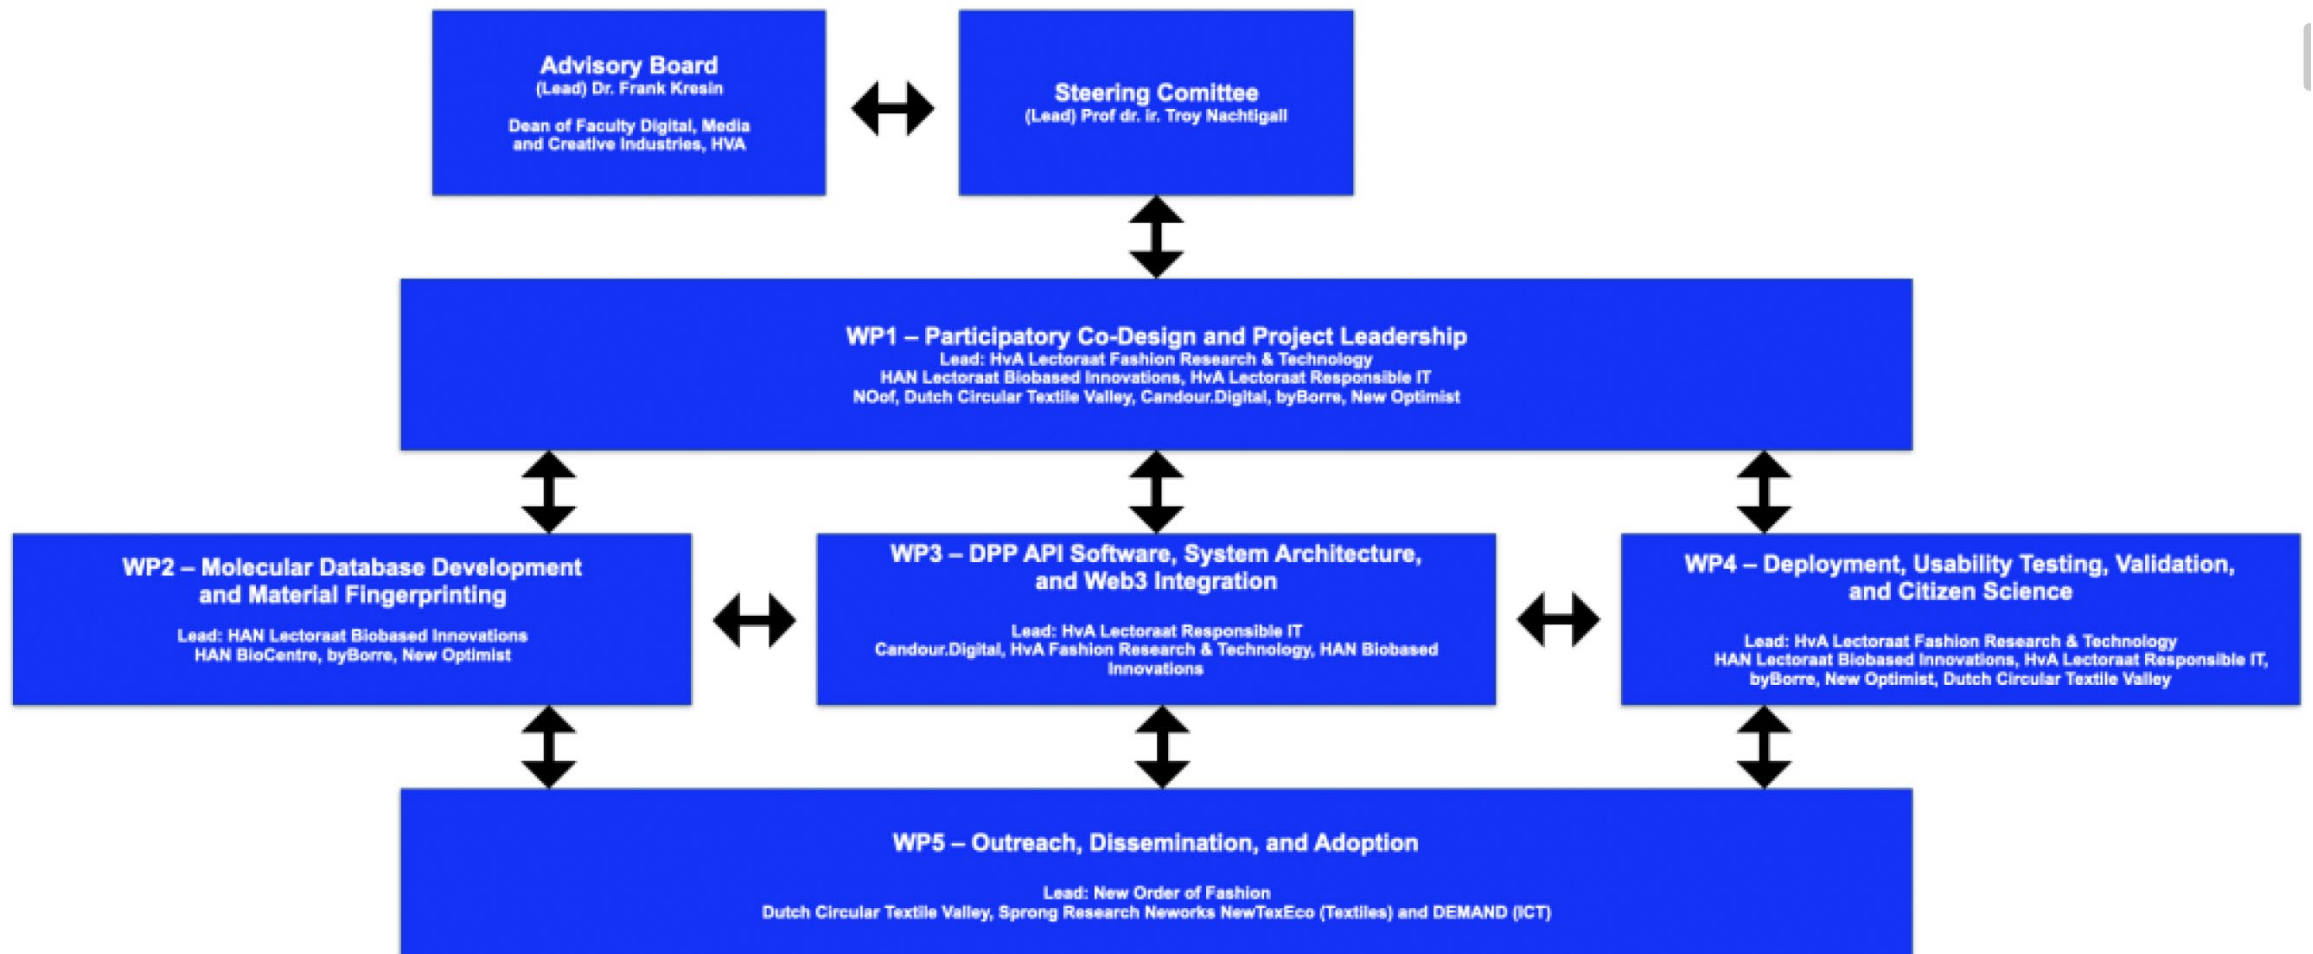 Advisory Board
(Lead) Dr. Frank Kresin
Dean of Faculty Digital, Media
and Creative Industries, HVA
Steering Comittee
(Lead) Prof dr. ir. Troy Nachtigall
WP1 – Participatory Co-Design and Project Leadership
Lead: HvA Lectoraat Fashion Research & Technology
HAN Lectoraat Biobased Innovations, HvA Lectoraat Responsible IT
NOof, Dutch Circular Textile Valley, Candour.Digital, byBorre, New Optimist
WP2 – Molecular Database Development
and Material Fingerprinting
Lead: HAN Lectoraat Biobased Innovations
HAN BioCentre, byBorre, New Optimist
WP3 – DPP API Software, System Architecture,
and Web3 Integration
Lead: HvA Lectoraat Responsible IT
Candour.Digital, HvA Fashion Research & Technology, HAN Biobased
Innovations
WP4 – Deployment, Usability Testing, Validation,
and Citizen Science
Lead: HvA Lectoraat Fashion Research & Technology
HAN Lectoraat Biobased Innovations, HvA Lectoraat Responsible IT,
byBorre, New Optimist, Dutch Circular Textile Valley
WP5 – Outreach, Dissemination, and Adoption
Lead: New Order of Fashion
Dutch Circular Textile Valley, Sprong Research Neworks NewTexEco (Textiles) and DEMAND (ICT)